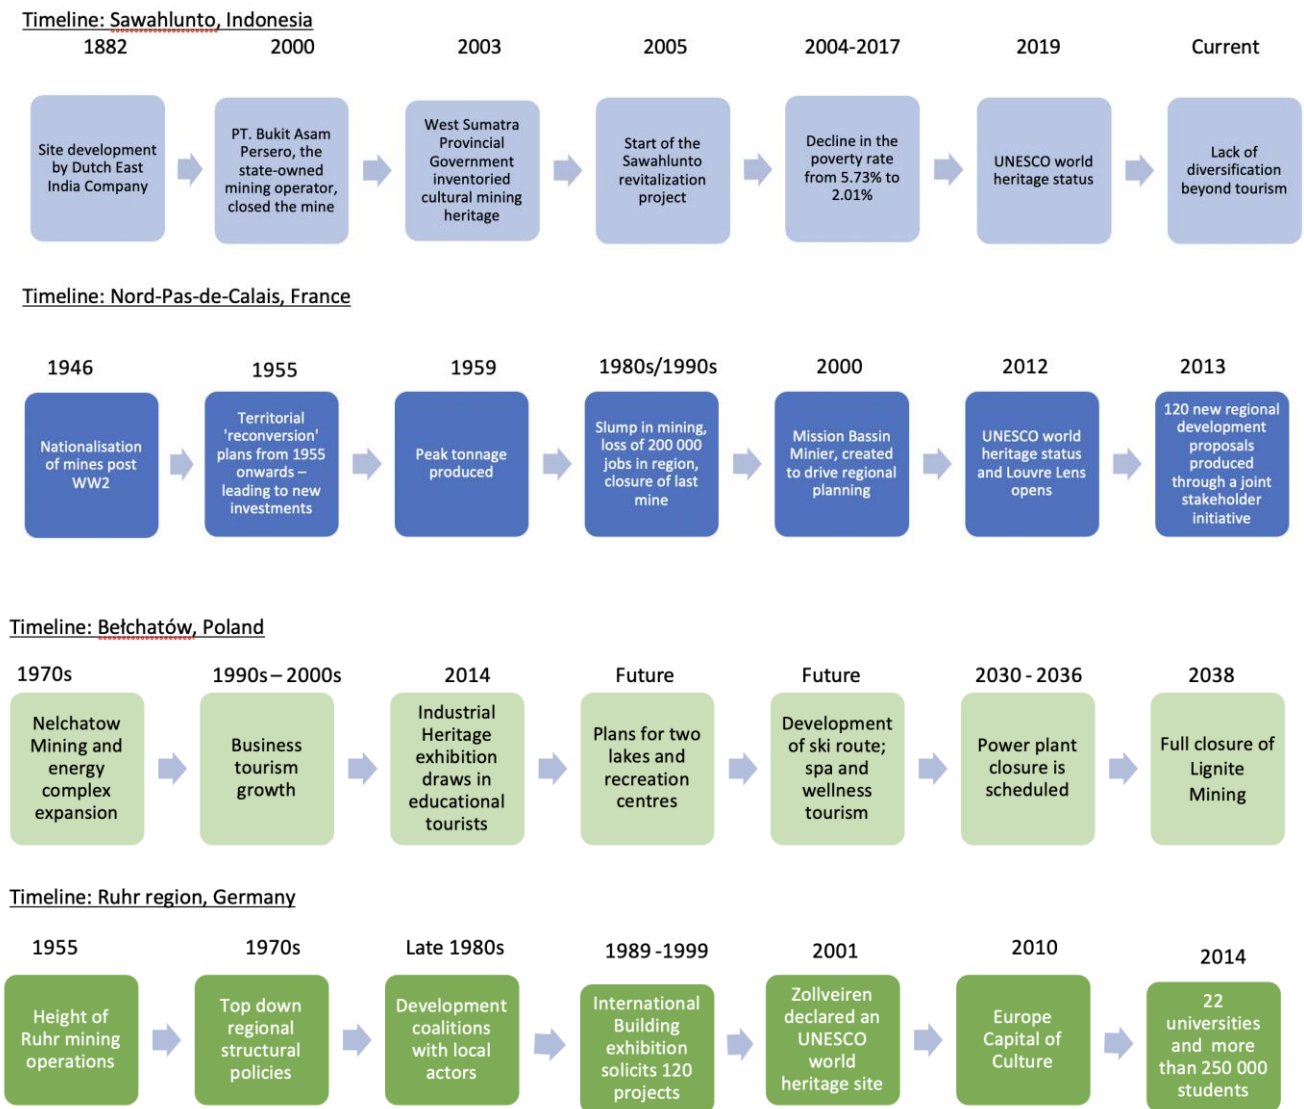 Timeline: Sawahlunto, Indonesia
1882
2000
2003
2005
2004-2017
2019
Current
Site development
by Dutch East
India Company
PT. Bukit Asam
Persero, the
state-owned
mining operator,
closed the mine
West Sumatra
Provincial
Government
inventoried
cultural mining
heritage
Start of the
Sawahlunto
revitalization
project
Decline in the
poverty rate
from 5.73% to
2.01%
UNESCO world
heritage status
Lack of
diversification
beyond tourism
Timeline: Nord-Pas-de-Calais, France
1946
1955
1959
1980s/1990s
2000
2012
2013
Nationalisation
of mines post
WW2
Territorial
'reconversion'
plans from 1955
onwards –
leading to new
investments
Peak tonnage
produced
Slump in mining,
loss of 200 000
jobs in region,
closure of last
mine
Mission Bassin
Minier, created
to drive regional
planning
UNESCO world
heritage status
and Louvre Lens
opens
120 new regional
development
proposals
produced
through a joint
stakeholder
initiative
Timeline: Bełchatów, Poland
1970s
1990s – 2000s
2014
Future
Future
2030 - 2036
2038
Nelchatow
Mining and
energy
complex
expansion
Business
tourism
growth
Industrial
Heritage
exhibition
draws in
educational
tourists
Plans for two
lakes and
recreation
centres
Development
of ski route;
spa and
wellness
tourism
Power plant
closure is
scheduled
Full closure of
Lignite
Mining
Timeline: Ruhr region, Germany
1955
1970s
Late 1980s
1989 -1999
2001
2010
2014
Height of
Ruhr mining
operations
Top down
regional
structural
policies
Development
coalitions
with local
actors
International
Building
exhibition
solicits 120
projects
Zollveiren
declared an
UNESCO
world
heritage site
Europe
Capital of
Culture
22
universities
and more
than 250 000
students